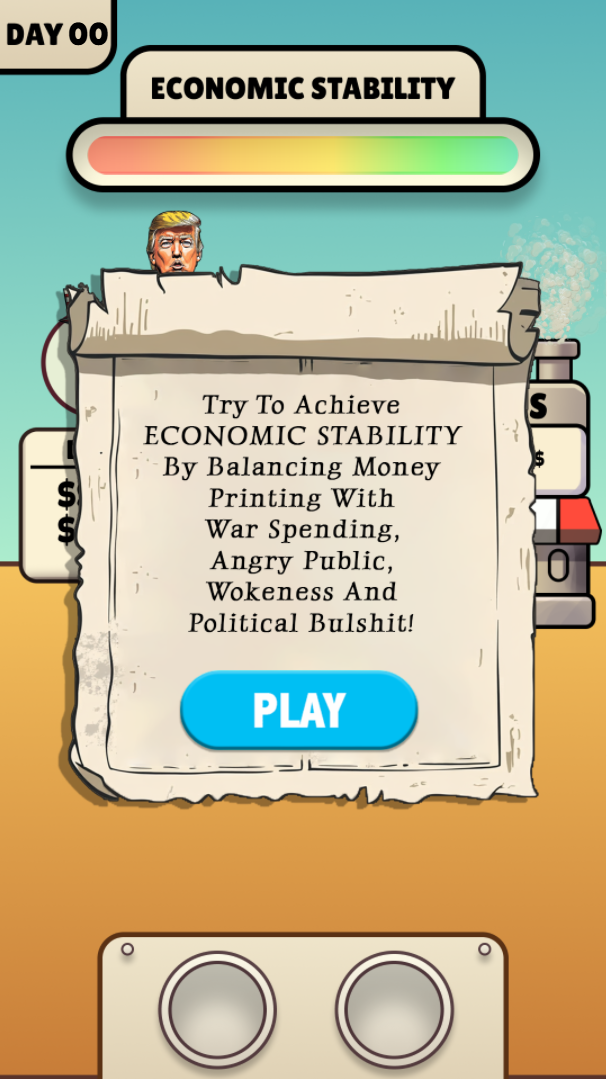 DAY 00
ECONOMIC STABILITY
Try To Achieve
ECONOMIC STABILITY
By Balancing Money
Printing With
War Spending,
Angry Public,
Wokeness And
Political Bulshit!
PLAY
S
$
$
$